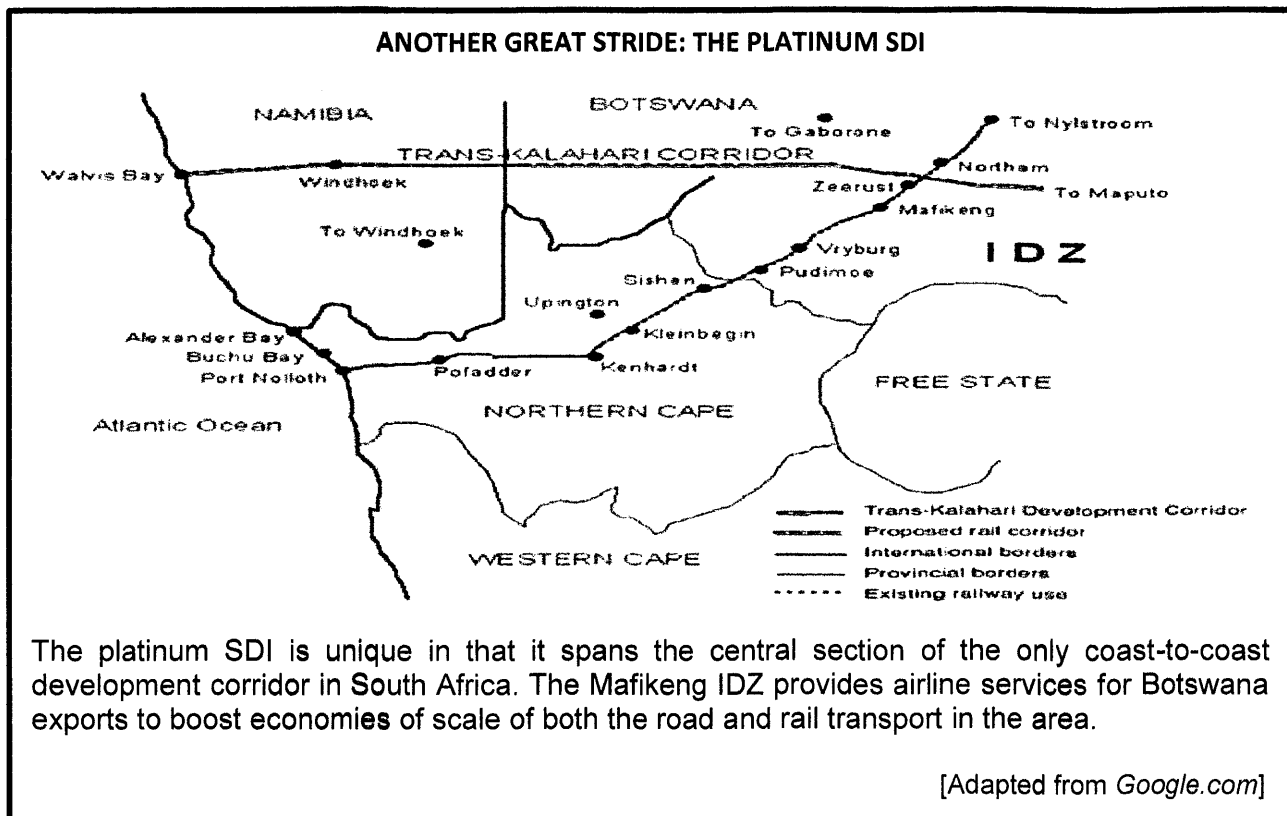 ANOTHER GREAT STRIDE: THE PLATINUM SDI
NAMIBIA
BOTSWANA
To Gaborone
To Nylstroom
TRANS-KALAHARI CORRIDOR
Northam
Walvis Bay
Windhoek
Zeerust
To Maputo
Mafikeng
To Windhoek
Vryburg
IDZ
Pudimoe
Sishen
Upington
Kleinbegin
Alexander Bay
Buchu Bay
Port Nolloth
Pofadder
Kenhardt
FREE STATE
NORTHERN CAPE
Atlantic Ocean
WESTERN CAPE
Trans-Kalahari Development Corridor
Proposed rail corridor
International borders
Provincial borders
Existing railway use
The platinum SDI is unique in that it spans the central section of the only coast-to-coast
development corridor in South Africa. The Mafikeng IDZ provides airline services for Botswana
exports to boost economies of scale of both the road and rail transport in the area.
[Adapted from Google.com]